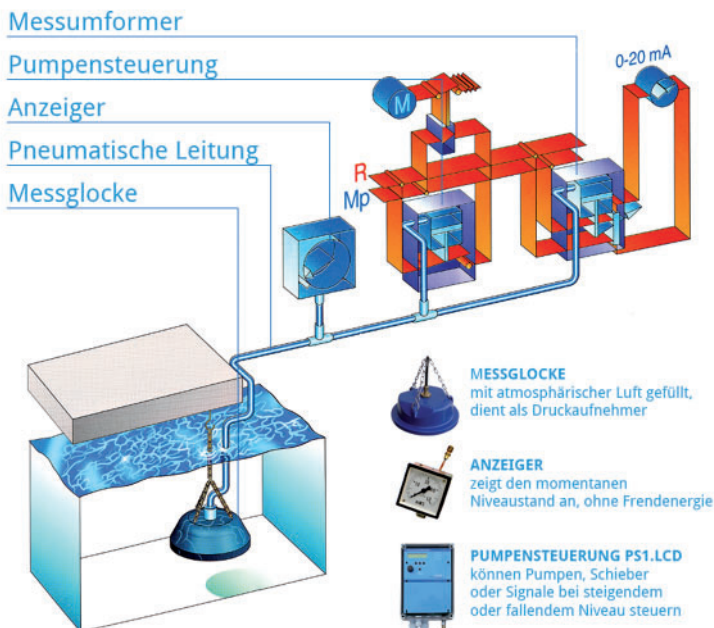 Messumformer
Pumpensteuerung
Anzeiger
Pneumatische Leitung
Messglocke
M
0-20 mA
R
Mp
MESSGLOCKE
mit atmosphärischer Luft gefüllt,
dient als Druckaufnehmer
ANZEIGER
zeigt den momentanen
Niveaustand an, ohne Frendenergie
PUMPENSTEUERUNG PS1.LCD
können Pumpen, Schieber
oder Signale bei steigendem
oder fallendem Niveau steuern